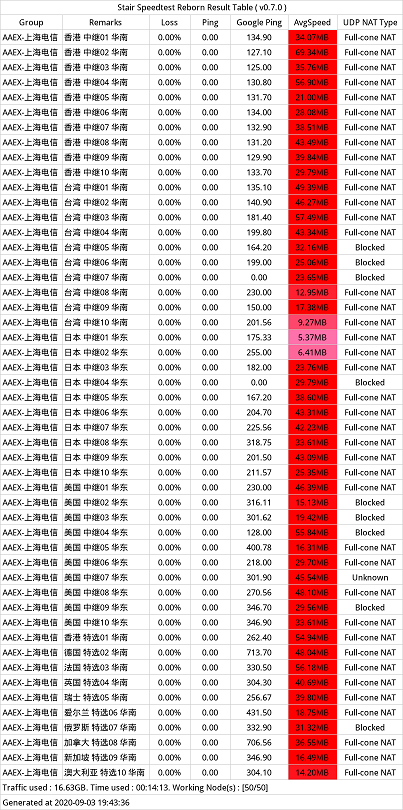 Stair Speedtest Reborn Result Table ( v0.7.0 )
Group Remarks Loss Ping Google Ping AvgSpeed UDP NAT Type
AAEX-上海电信 香港 中继01 华南 0.00% 0.00 134.90 34.07MB Full-cone NAT
AAEX-上海电信 香港 中继02 华南 0.00% 0.00 127.10 69.34MB Full-cone NAT
AAEX-上海电信 香港 中继03 华南 0.00% 0.00 125.00 35.76MB Full-cone NAT
AAEX-上海电信 香港 中继04 华南 0.00% 0.00 130.80 56.90MB Full-cone NAT
AAEX-上海电信 香港 中继05 华南 0.00% 0.00 131.70 21.00MB Full-cone NAT
AAEX-上海电信 香港 中继06 华南 0.00% 0.00 134.00 28.08MB Full-cone NAT
AAEX-上海电信 香港 中继07 华南 0.00% 0.00 132.90 38.51MB Full-cone NAT
AAEX-上海电信 香港 中继08 华南 0.00% 0.00 131.20 43.49MB Full-cone NAT
AAEX-上海电信 香港 中继09 华南 0.00% 0.00 129.90 39.84MB Full-cone NAT
AAEX-上海电信 香港 中继10 华南 0.00% 0.00 133.70 29.79MB Full-cone NAT
AAEX-上海电信 台湾 中继01 华南 0.00% 0.00 135.10 49.39MB Full-cone NAT
AAEX-上海电信 台湾 中继02 华南 0.00% 0.00 140.90 46.27MB Full-cone NAT
AAEX-上海电信 台湾 中继03 华南 0.00% 0.00 181.40 57.49MB Full-cone NAT
AAEX-上海电信 台湾 中继04 华南 0.00% 0.00 199.80 43.34MB Full-cone NAT
AAEX-上海电信 台湾 中继05 华南 0.00% 0.00 164.20 32.16MB Blocked
AAEX-上海电信 台湾 中继06 华南 0.00% 0.00 199.00 25.06MB Blocked
AAEX-上海电信 台湾 中继07 华南 0.00% 0.00 0.00 23.65MB Blocked
AAEX-上海电信 台湾 中继08 华南 0.00% 0.00 230.00 12.95MB Full-cone NAT
AAEX-上海电信 台湾 中继09 华南 0.00% 0.00 150.00 17.38MB Full-cone NAT
AAEX-上海电信 台湾 中继10 华南 0.00% 0.00 201.56 9.27MB Full-cone NAT
AAEX-上海电信 日本 中继01 华东 0.00% 0.00 175.33 5.37MB Full-cone NAT
AAEX-上海电信 日本 中继02 华东 0.00% 0.00 255.00 6.41MB Full-cone NAT
AAEX-上海电信 日本 中继03 华东 0.00% 0.00 182.00 23.76MB Full-cone NAT
AAEX-上海电信 日本 中继04 华东 0.00% 0.00 0.00 29.79MB Blocked
AAEX-上海电信 日本 中继05 华东 0.00% 0.00 167.20 38.60MB Full-cone NAT
AAEX-上海电信 日本 中继06 华东 0.00% 0.00 204.70 43.31MB Full-cone NAT
AAEX-上海电信 日本 中继07 华东 0.00% 0.00 225.56 42.23MB Full-cone NAT
AAEX-上海电信 日本 中继08 华东 0.00% 0.00 318.75 33.61MB Full-cone NAT
AAEX-上海电信 日本 中继09 华东 0.00% 0.00 201.50 43.09MB Full-cone NAT
AAEX-上海电信 日本 中继10 华东 0.00% 0.00 211.57 25.35MB Full-cone NAT
AAEX-上海电信 美国 中继01 华东 0.00% 0.00 230.00 46.39MB Full-cone NAT
AAEX-上海电信 美国 中继02 华东 0.00% 0.00 316.11 15.13MB Blocked
AAEX-上海电信 美国 中继03 华东 0.00% 0.00 301.62 19.42MB Blocked
AAEX-上海电信 美国 中继04 华东 0.00% 0.00 128.00 55.84MB Blocked
AAEX-上海电信 美国 中继05 华东 0.00% 0.00 400.78 16.31MB Full-cone NAT
AAEX-上海电信 美国 中继06 华东 0.00% 0.00 218.00 29.70MB Full-cone NAT
AAEX-上海电信 美国 中继07 华东 0.00% 0.00 301.90 45.54MB Unknown
AAEX-上海电信 美国 中继08 华东 0.00% 0.00 270.56 48.10MB Full-cone NAT
AAEX-上海电信 美国 中继09 华东 0.00% 0.00 346.70 29.56MB Blocked
AAEX-上海电信 美国 中继10 华东 0.00% 0.00 346.90 33.61MB Full-cone NAT
AAEX-上海电信 香港 特选01 华南 0.00% 0.00 262.40 54.94MB Full-cone NAT
AAEX-上海电信 德国 特选02 华南 0.00% 0.00 713.70 48.04MB Full-cone NAT
AAEX-上海电信 法国 特选03 华南 0.00% 0.00 330.50 56.18MB Full-cone NAT
AAEX-上海电信 英国 特选04 华南 0.00% 0.00 304.30 40.69MB Full-cone NAT
AAEX-上海电信 瑞士 特选05 华南 0.00% 0.00 256.67 39.80MB Full-cone NAT
AAEX-上海电信 爱尔兰 特选06 华南 0.00% 0.00 431.50 18.75MB Full-cone NAT
AAEX-上海电信 俄罗斯 特选07 华南 0.00% 0.00 332.90 31.32MB Blocked
AAEX-上海电信 加拿大 特选08 华南 0.00% 0.00 706.56 36.55MB Full-cone NAT
AAEX-上海电信 新加坡 特选09 华南 0.00% 0.00 346.90 16.49MB Full-cone NAT
AAEX-上海电信 澳大利亚 特选10 华南 0.00% 0.00 304.10 14.20MB Full-cone NAT
Traffic used : 16.63GB. Time used : 00:14:13. Working Node(s) : [50/50]
Generated at 2020-09-03 19:43:36